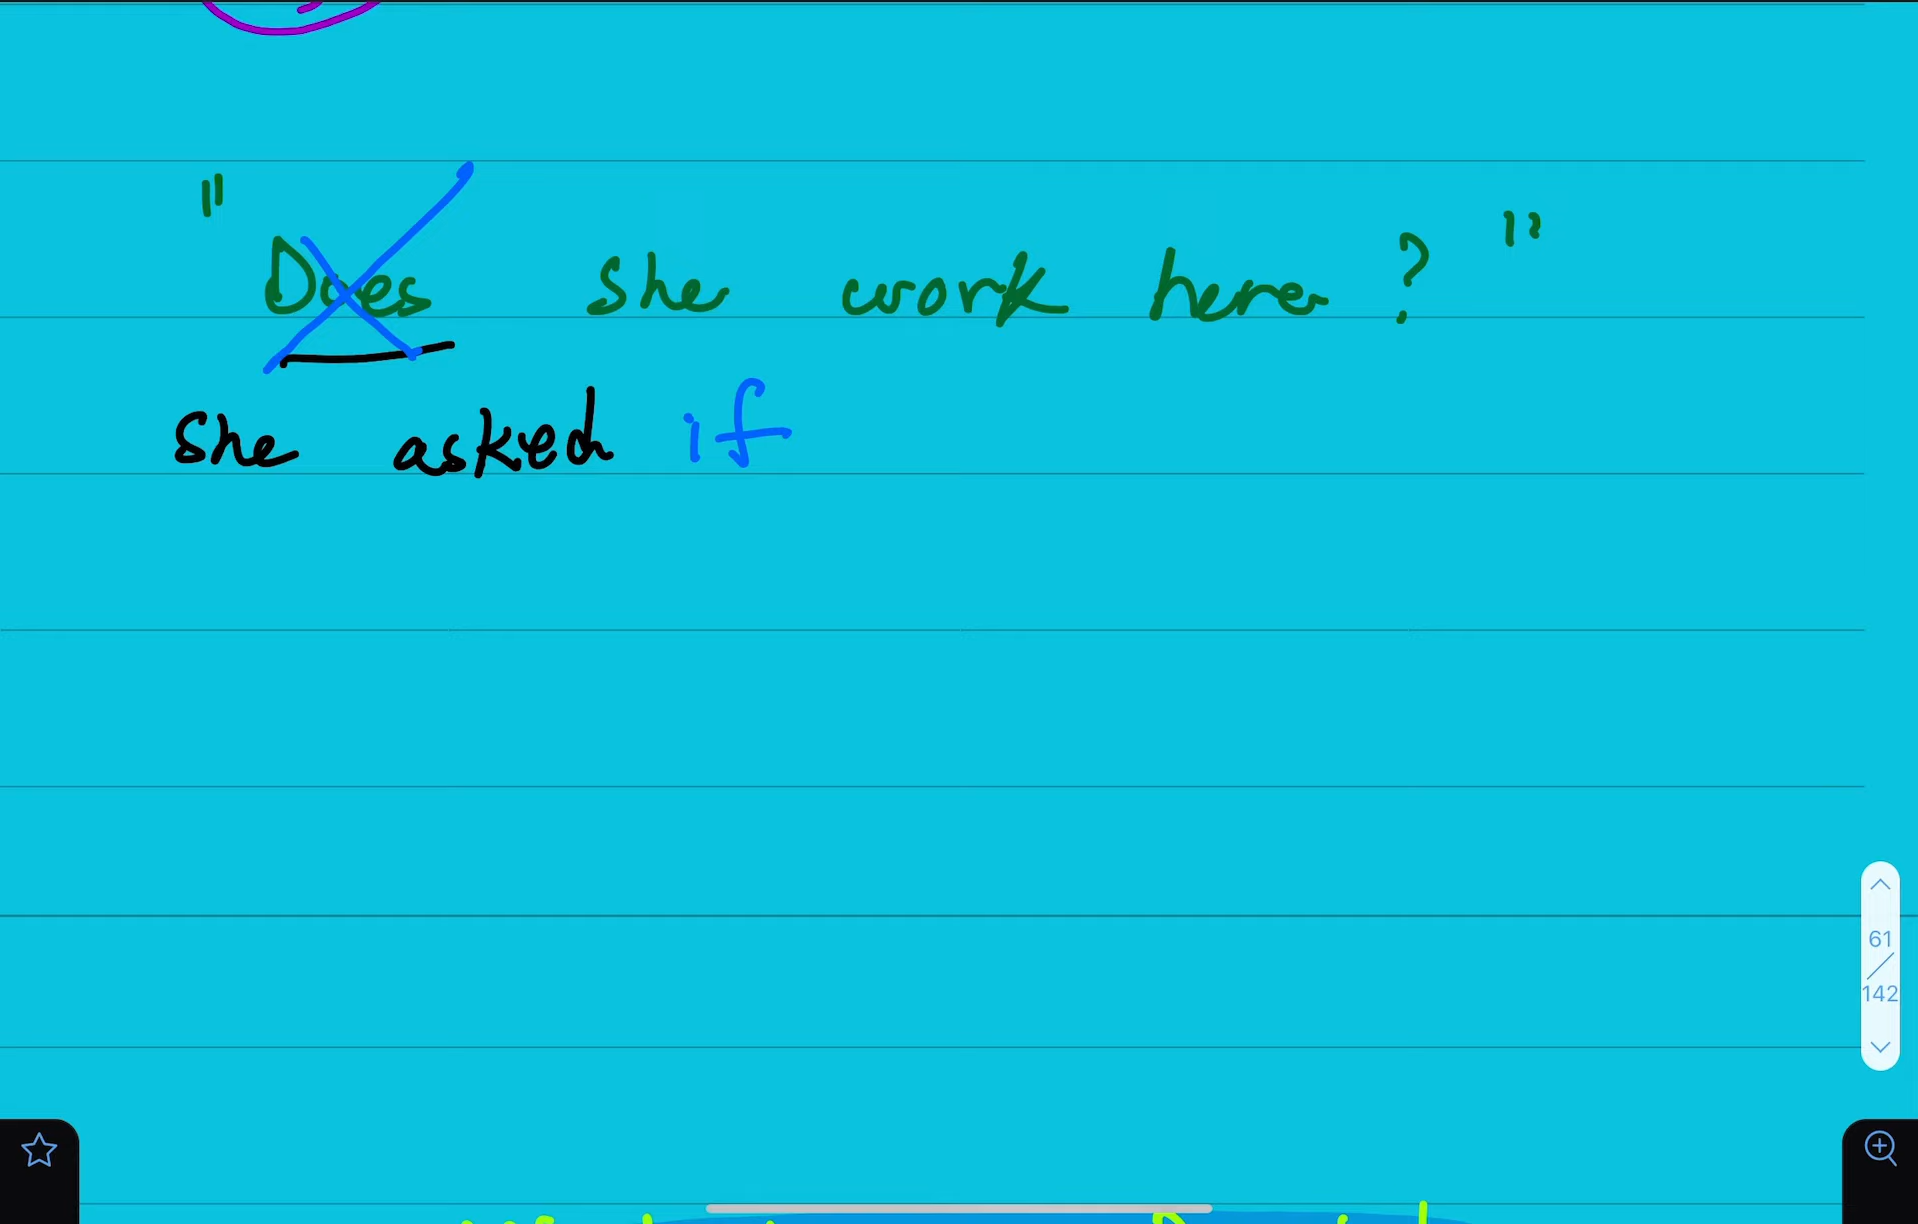 "Does she work here?"
She asked if
61
142